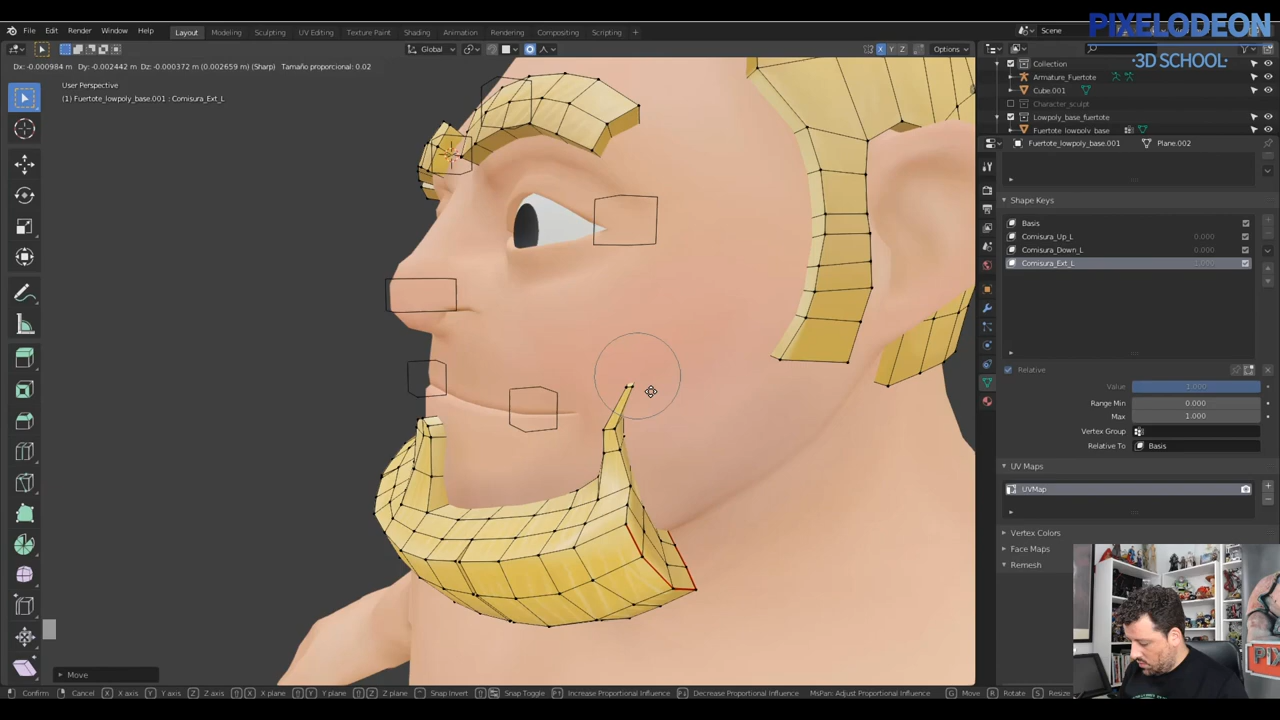 File Edit Render Window Help Layout Modeling Sculpting UV Editing Texture Paint Shading Animation Rendering Compositing Scripting +
Scene
PIXELODEON
·3D SCHOOL·
Global
X Y Z
Options
Dx: -0.000984 m Dy: -0.002442 m Dz: -0.000372 m (0.002659 m) (Sharp) Tamaño proporcional: 0.02
User Perspective
(1) Fuertote_lowpoly_base.001 : Comisura_Ext_L
Collection
Armature_Fuertote
Cube.001
Character_sculpt
Lowpoly_base_fuertote
Fuertote_lowpoly_base
Fuertote_lowpoly_base.001 Plane.002
Shape Keys
Basis
Comisura_Up_L 0.000
Comisura_Down_L 0.000
Comisura_Ext_L 1.000
Relative
Value 1.000
Range Min 0.000
Max 1.000
Vertex Group
Relative To Basis
UV Maps
UVMap
Vertex Colors
Face Maps
Remesh
Move
Confirm Cancel X X axis Y Y axis Z Z axis X X plane Y Y plane Z Z plane Snap Invert Snap Toggle Increase Proportional Influence Decrease Proportional Influence MsPan: Adjust Proportional Influence G Move R Rotate S Resize